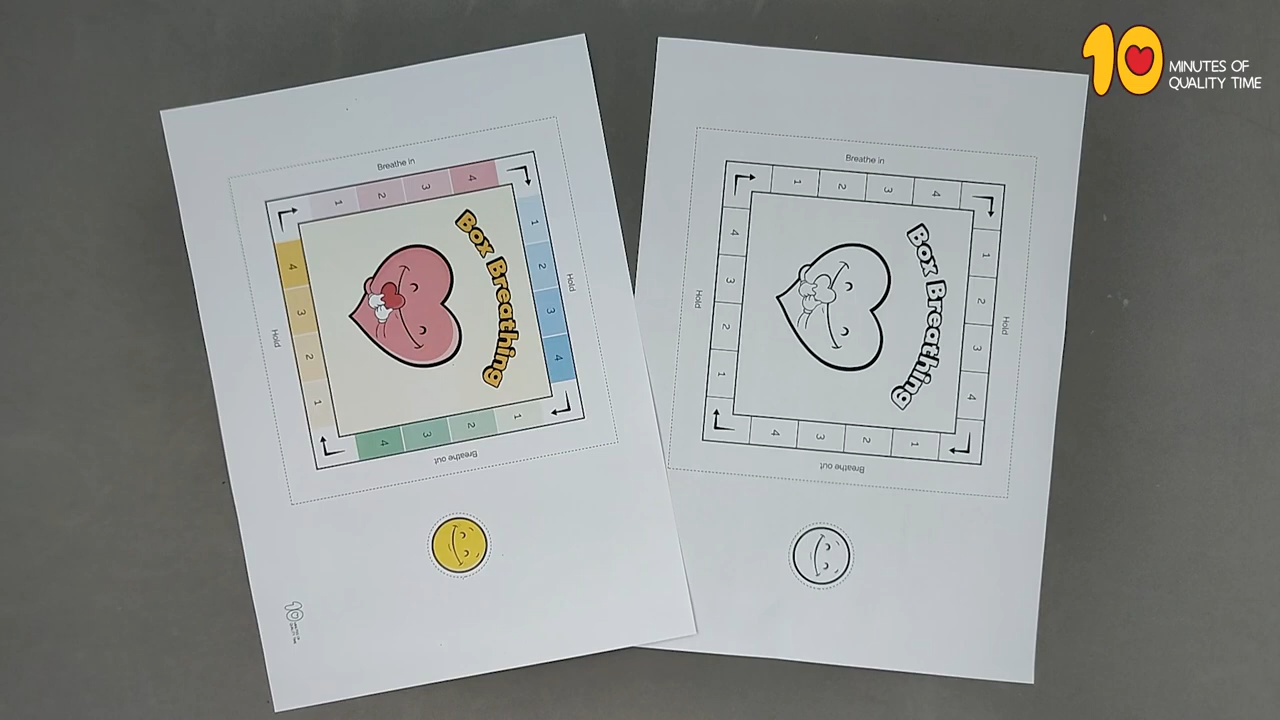 10 MINUTES OF
QUALITY TIME
Breathe in
1 2 3 4
Hold
1 2 3 4
Breathe out
1 2 3 4
Hold
1 2 3 4
Box Breathing
Breathe in
1 2 3 4
Hold
1 2 3 4
Breathe out
1 2 3 4
Hold
1 2 3 4
Box Breathing
10